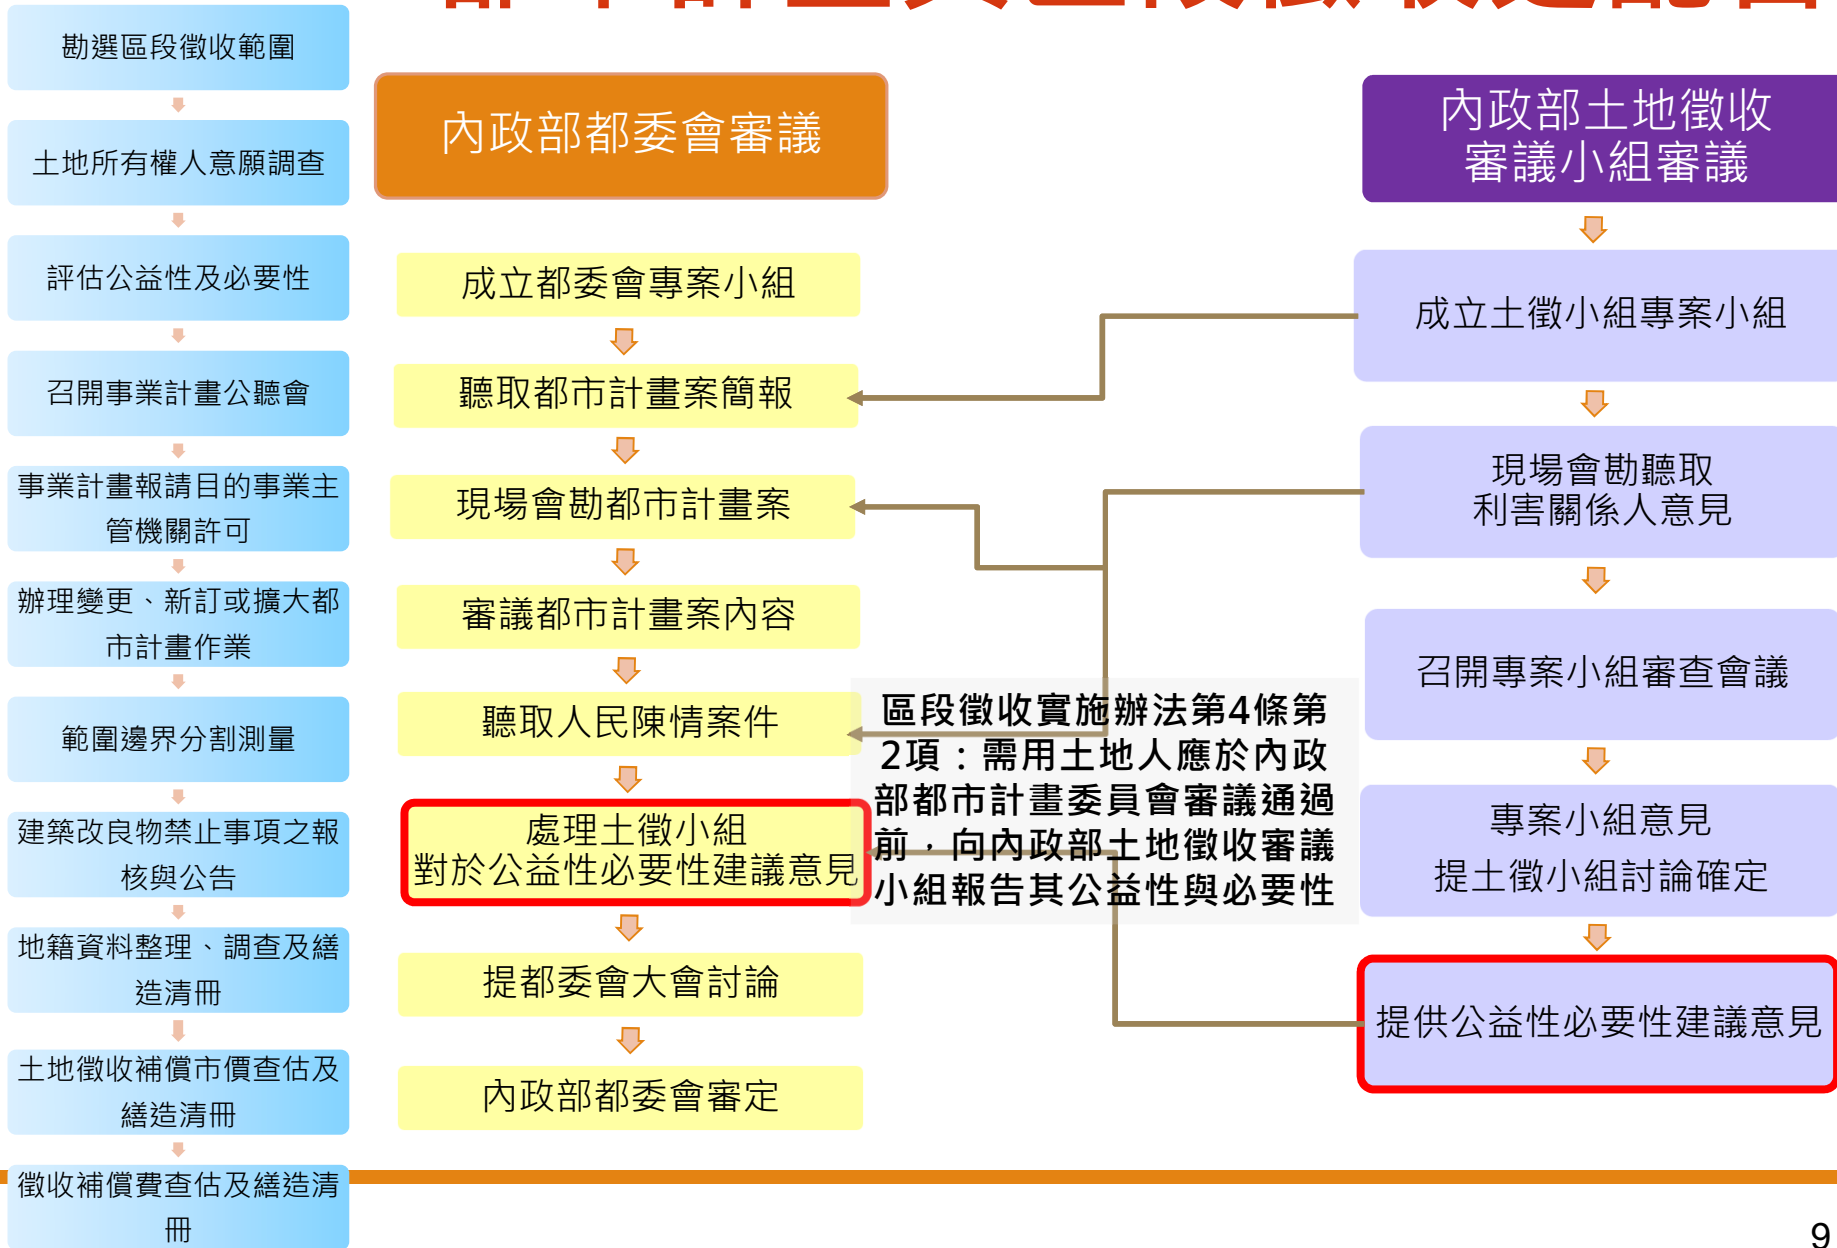 都市計畫與區段徵收之配合
勘選區段徵收範圍
土地所有權人意願調查
評估公益性及必要性
召開事業計畫公聽會
事業計畫報請目的事業主
管機關許可
辦理變更、新訂或擴大都
市計畫作業
範圍邊界分割測量
建築改良物禁止事項之報
核與公告
地籍資料整理、調查及繕
造清冊
土地徵收補償市價查估及
繕造清冊
徵收補償費查估及繕造清
冊
內政部都委會審議
成立都委會專案小組
聽取都市計畫案簡報
現場會勘都市計畫案
審議都市計畫案內容
聽取人民陳情案件
處理土徵小組
對於公益性必要性建議意見
提都委會大會討論
內政部都委會審定
區段徵收實施辦法第4條第
2項：需用土地人應於內政
部都市計畫委員會審議通過
前，向內政部土地徵收審議
小組報告其公益性與必要性
內政部土地徵收
審議小組審議
成立土徵小組專案小組
現場會勘聽取
利害關係人意見
召開專案小組審查會議
專案小組意見
提土徵小組討論確定
提供公益性必要性建議意見
9